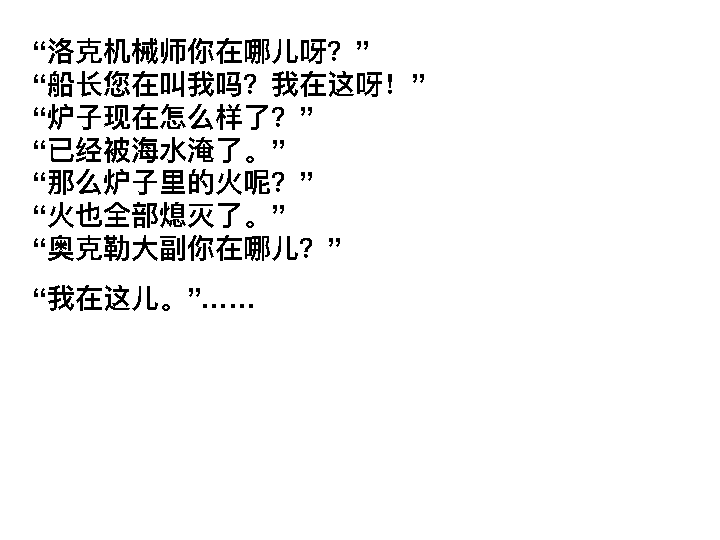 “洛克机械师你在哪儿呀？”
“船长您在叫我吗？我在这呀！”
“炉子现在怎么样了？”
“已经被海水淹了。”
“那么炉子里的火呢？”
“火也全部熄灭了。”
“奥克勒大副你在哪儿？”
“我在这儿。”……